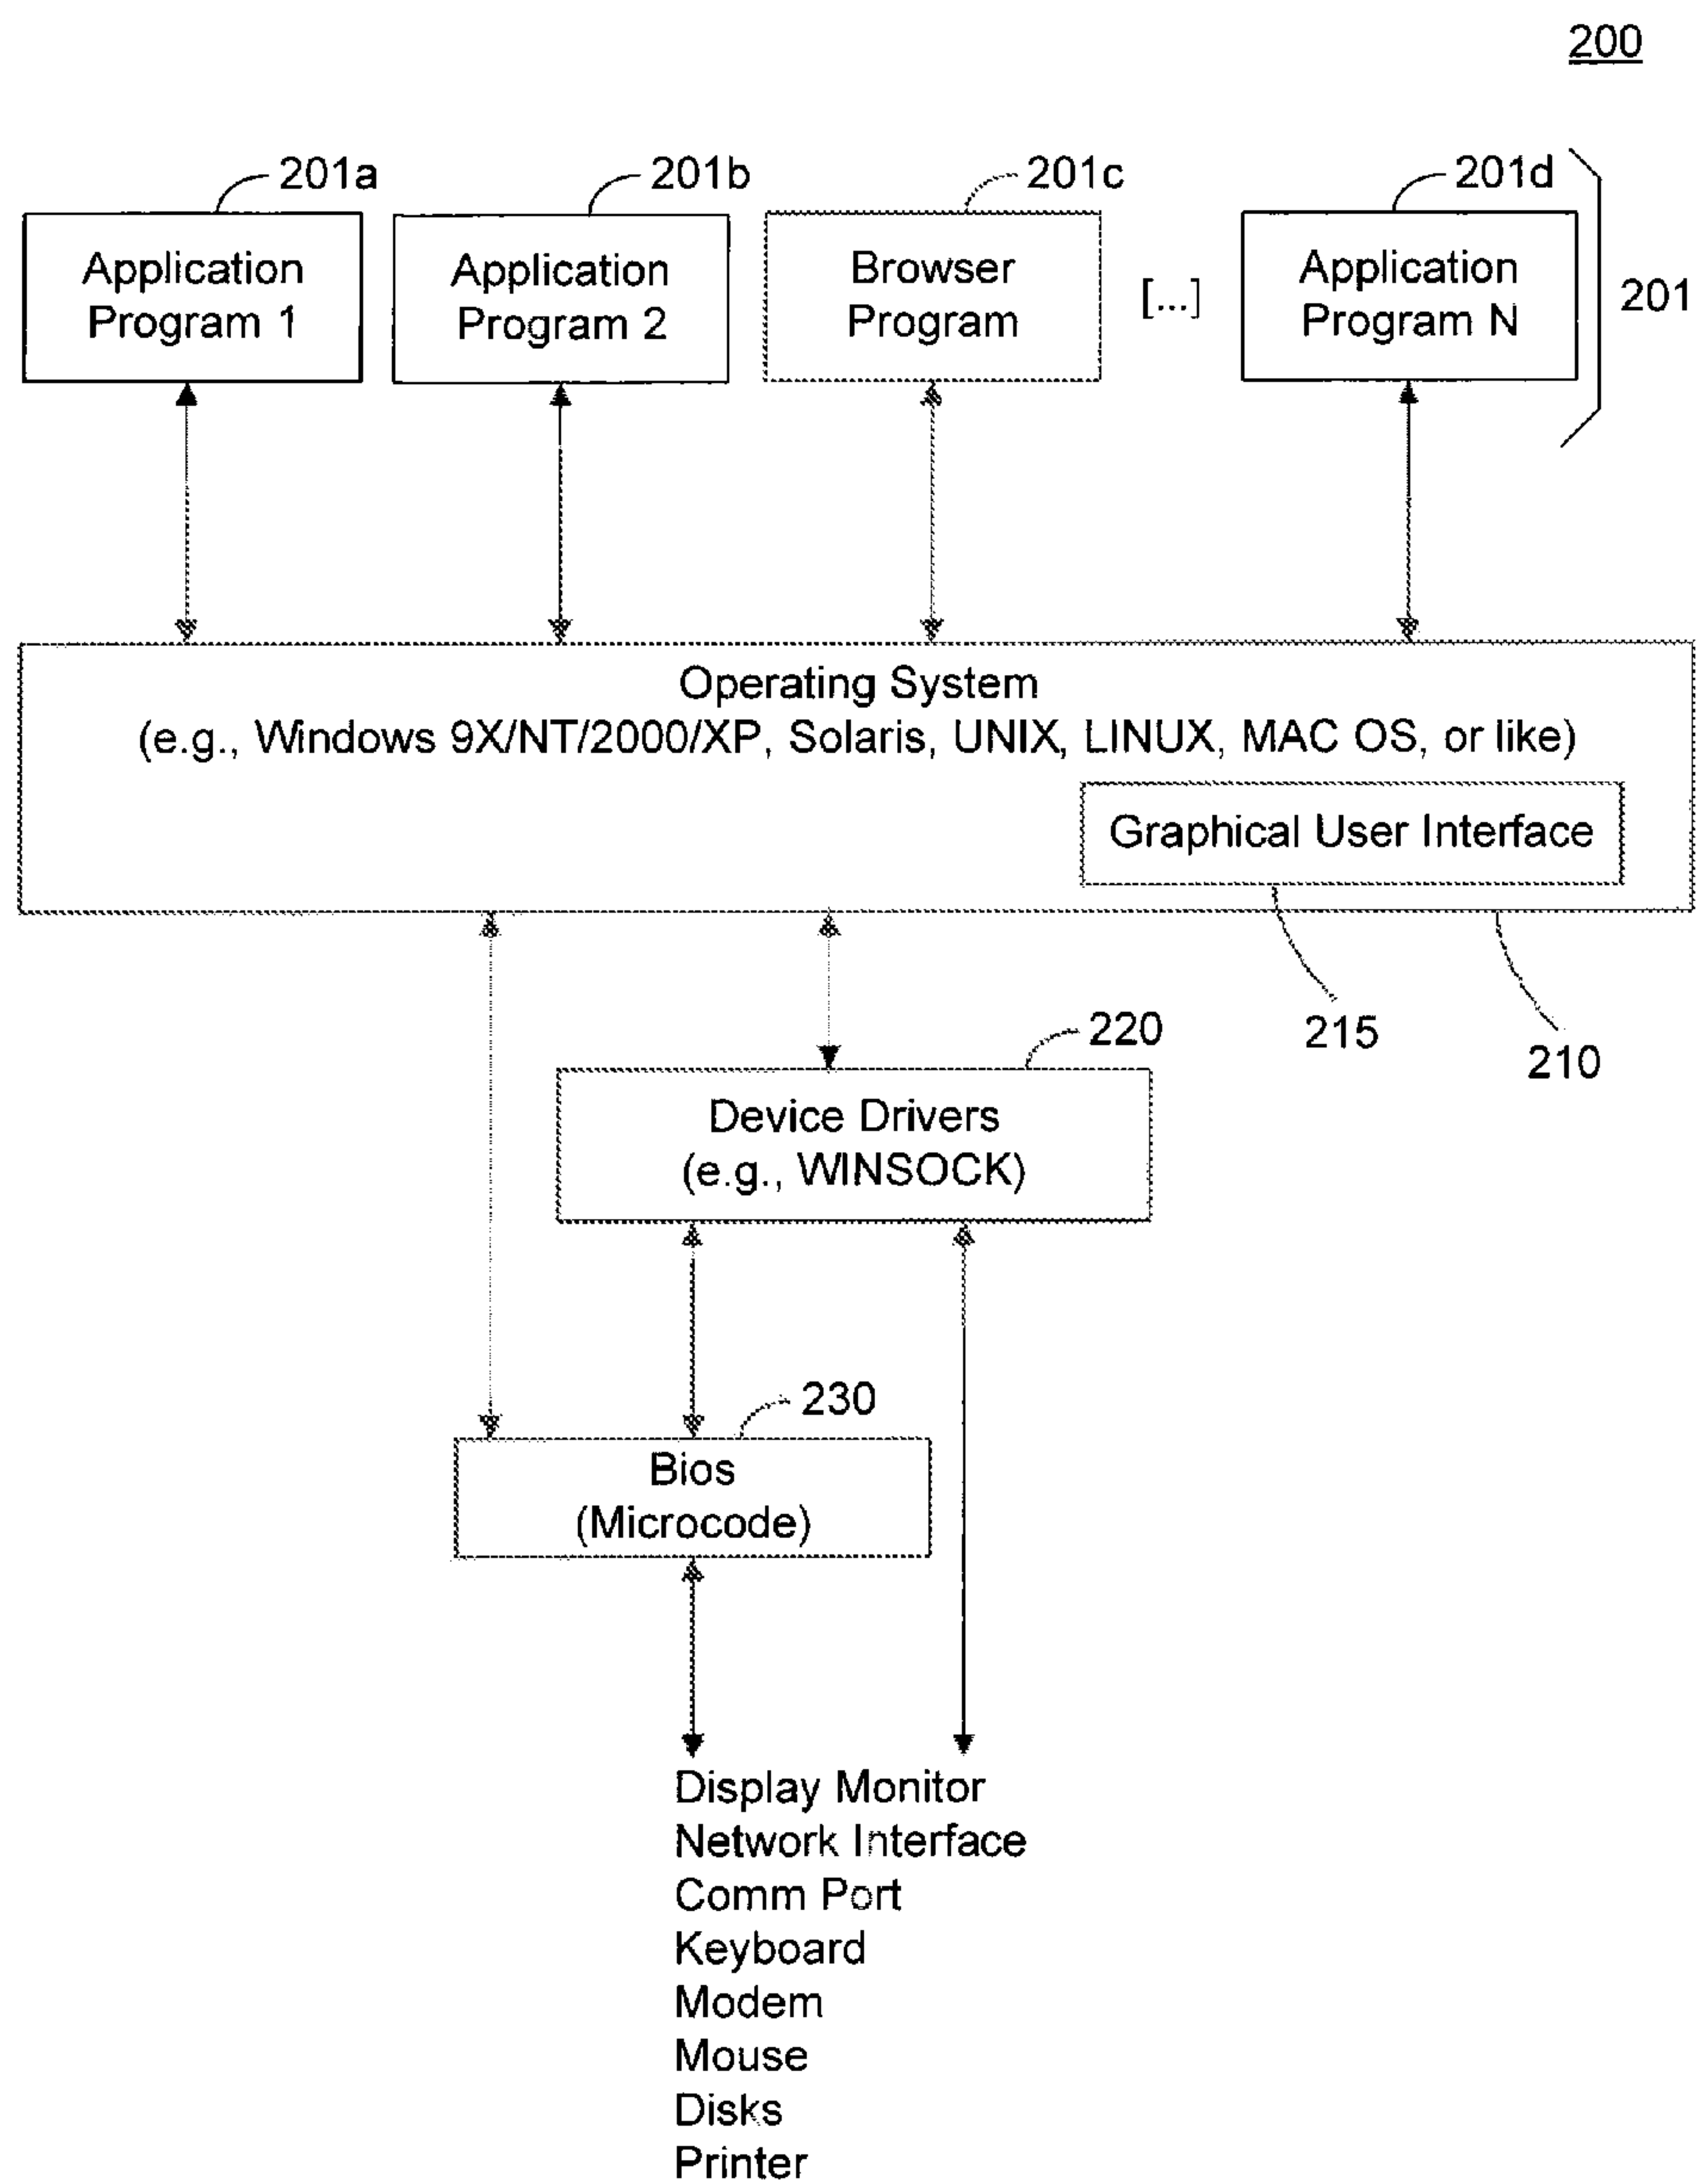 200
201a
201b
201c
201d
Application
Program 1
Application
Program 2
Browser
Program
[...]
Application
Program N
201
Operating System
(e.g., Windows 9X/NT/2000/XP, Solaris, UNIX, LINUX, MAC OS, or like)
Graphical User Interface
215
210
220
Device Drivers
(e.g., WINSOCK)
230
Bios
(Microcode)
Display Monitor
Network Interface
Comm Port
Keyboard
Modem
Mouse
Disks
Printer